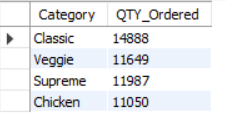 Category QTY_Ordered
Classic 14888
Veggie 11649
Supreme 11987
Chicken 11050